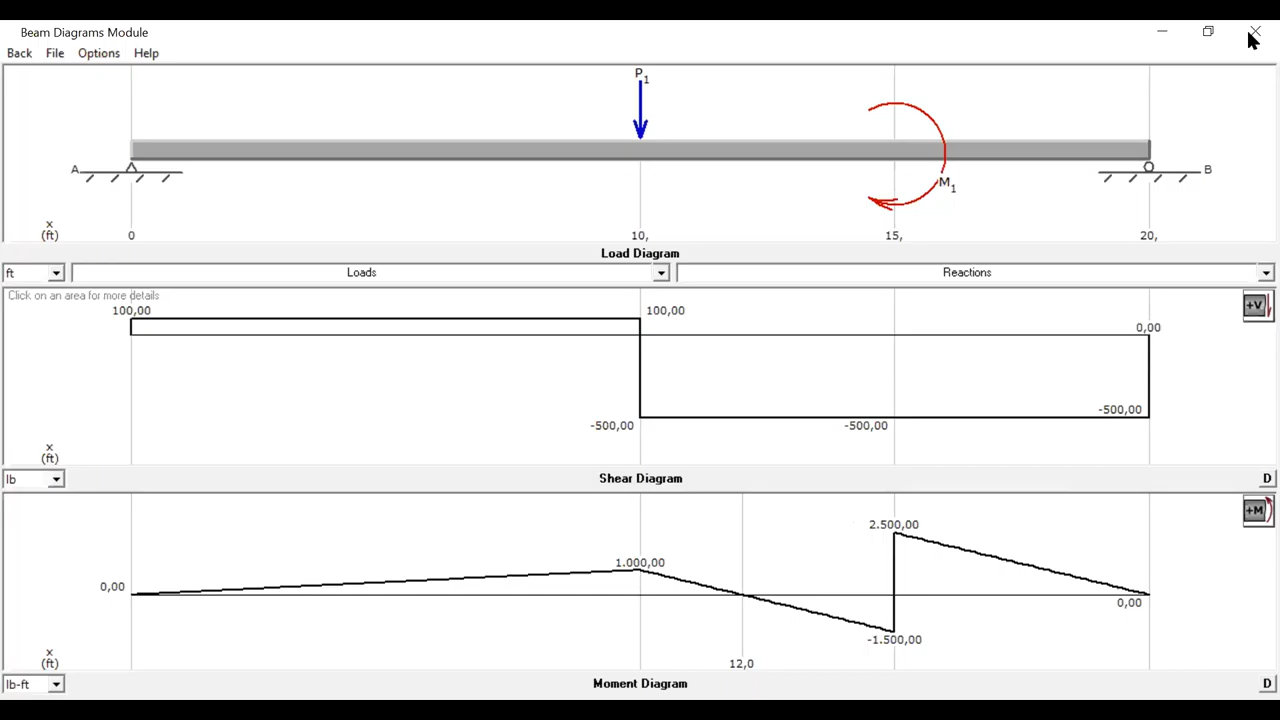 Beam Diagrams Module
Back File Options Help
P1
A
B
M1
x
(ft)
0 10, 15, 20,
Load Diagram
ft Loads Reactions
Click on an area for more details
+V
100,00 100,00 0,00
-500,00 -500,00 -500,00
x
(ft)
lb Shear Diagram D
+M
2.500,00
1.000,00
0,00
0,00
-1.500,00
x
(ft)
12,0
lb-ft Moment Diagram D